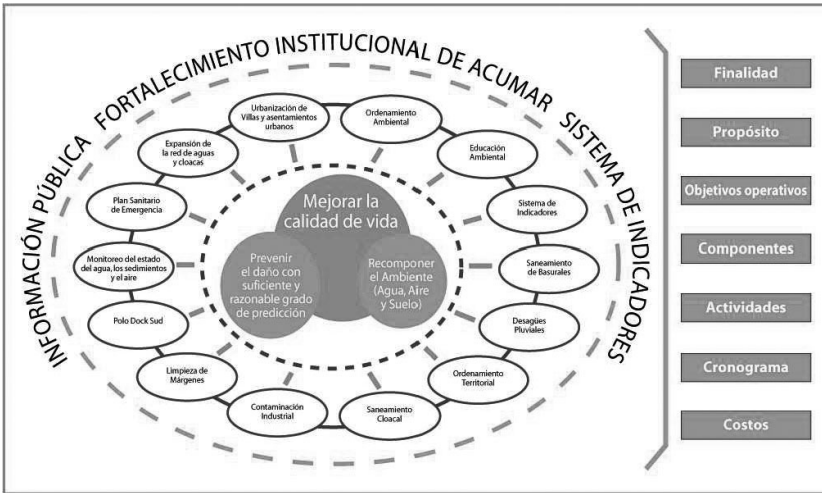 INFORMACIÓN PÚBLICA
FORTALECIMIENTO INSTITUCIONAL DE ACUMAR
SISTEMA DE INDICADORES
Urbanización de
Villas y asentamientos
urbanos
Ordenamiento
Ambiental
Educación
Ambiental
Sistema de
Indicadores
Saneamiento
de Basurales
Desagües
Pluviales
Ordenamiento
Territorial
Saneamiento
Cloacal
Contaminación
Industrial
Limpieza de
Márgenes
Polo Dock Sud
Monitoreo del estado
del agua, los sedimentos
y el aire
Plan Sanitario
de Emergencia
Expansión de
la red de aguas
y cloacas
Mejorar la
calidad de vida
Prevenir
el daño con
suficiente y
razonable grado
de predicción
Recomponer
el Ambiente
(Agua, Aire
y Suelo)
Finalidad
Propósito
Objetivos operativos
Componentes
Actividades
Cronograma
Costos